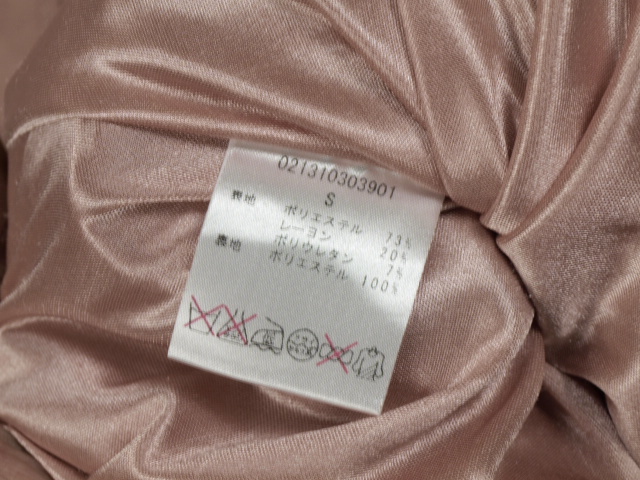 021310303901
S
表地 ポリエステル 73%
レーヨン 20%
ポリウレタン 7%
裏地 ポリエステル 100%